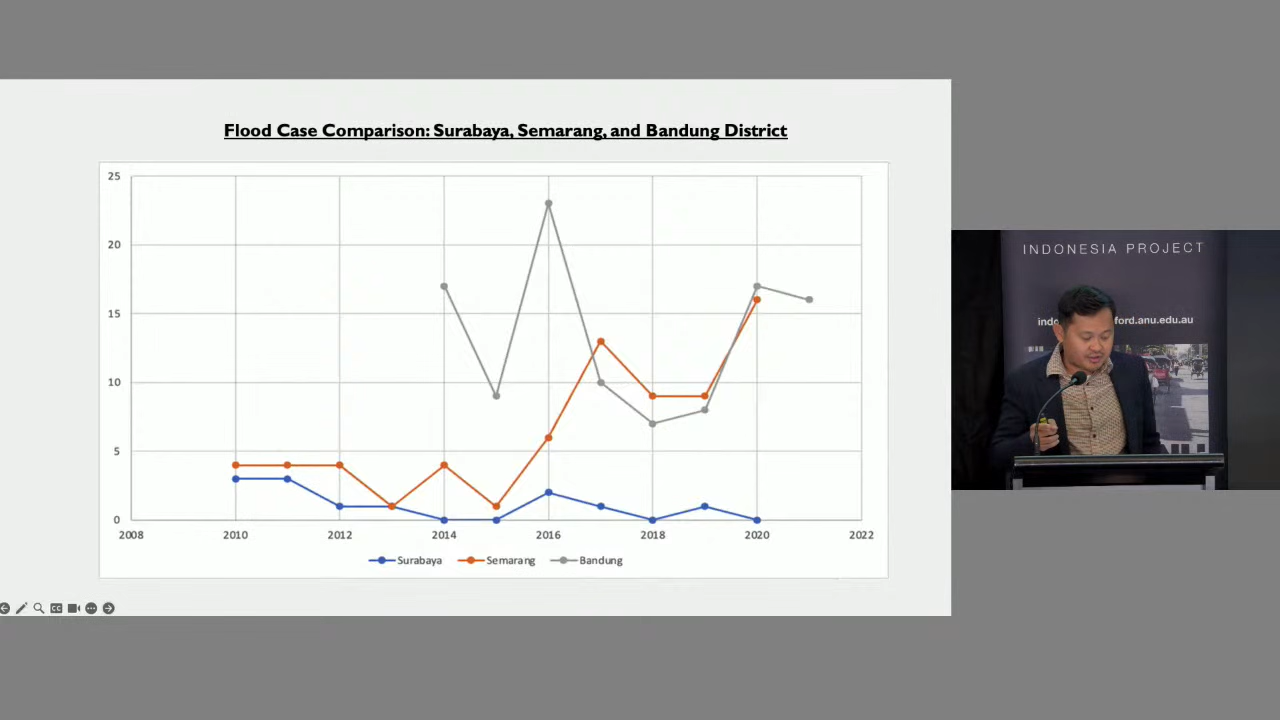 Flood Case Comparison: Surabaya, Semarang, and Bandung District
25
20
15
10
5
0
2008 2010 2012 2014 2016 2018 2020 2022
Surabaya Semarang Bandung
CC
INDONESIA PROJECT
ford.anu.edu.au